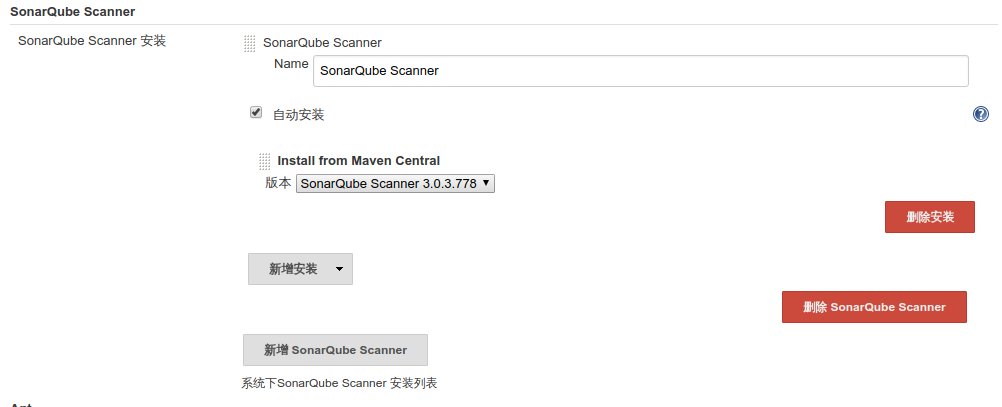 SonarQube Scanner
SonarQube Scanner 安装
SonarQube Scanner
Name
SonarQube Scanner
自动安装
Install from Maven Central
版本
SonarQube Scanner 3.0.3.778
删除安装
新增安装
删除 SonarQube Scanner
新增 SonarQube Scanner
系统下SonarQube Scanner 安装列表